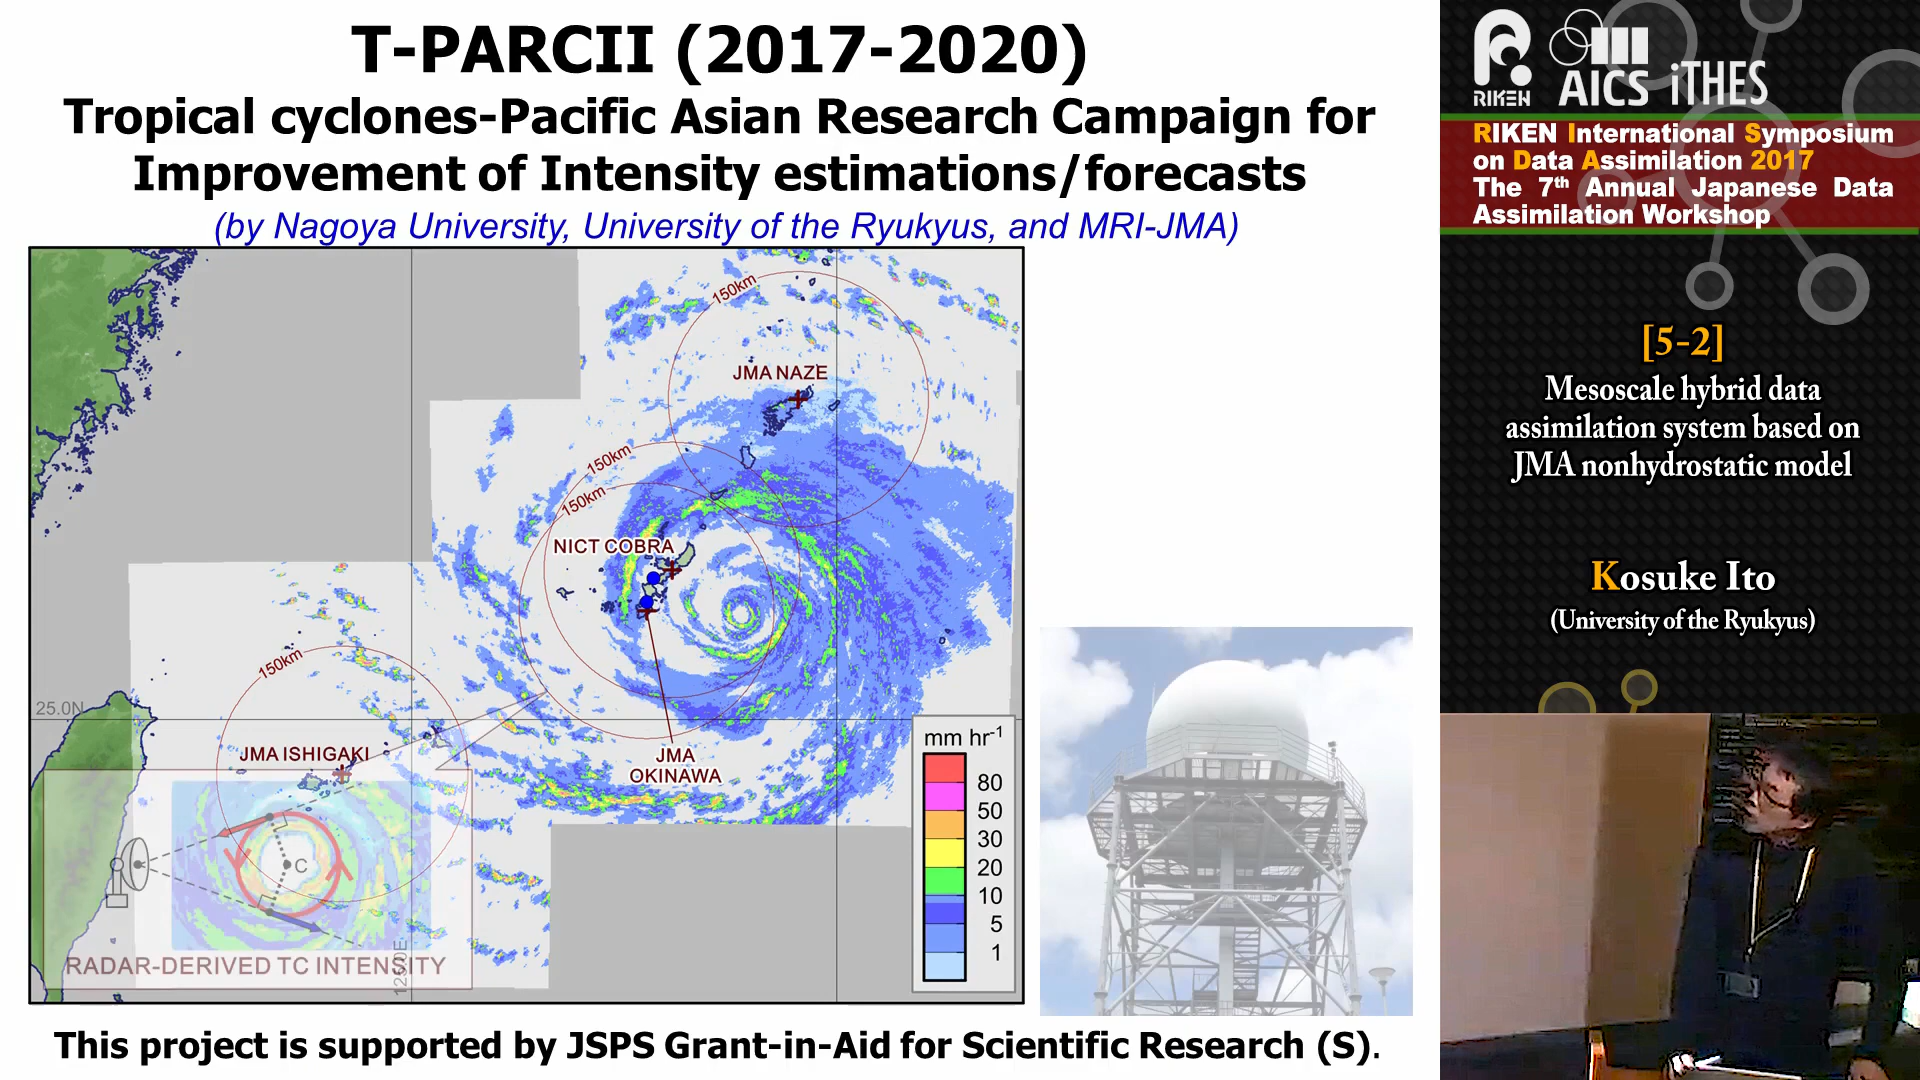 T-PARCII (2017-2020)
Tropical cyclones-Pacific Asian Research Campaign for
Improvement of Intensity estimations/forecasts
(by Nagoya University, University of the Ryukyus, and MRI-JMA)
150km
JMA NAZE
150km
150km
NICT COBRA
150km
25.0N
JMA ISHIGAKI
JMA
OKINAWA
C
RADAR-DERIVED TC INTENSITY
mm hr-1
80
50
30
20
10
5
1
This project is supported by JSPS Grant-in-Aid for Scientific Research (S).
RIKEN
AICS iTHES
RIKEN International Symposium
on Data Assimilation 2017
The 7th Annual Japanese Data
Assimilation Workshop
[5-2]
Mesoscale hybrid data
assimilation system based on
JMA nonhydrostatic model
Kosuke Ito
(University of the Ryukyus)